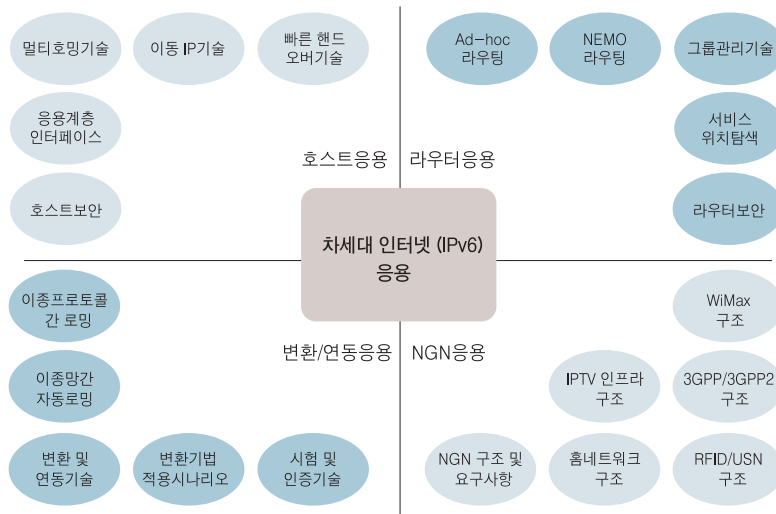 멀티호밍기술
이동 IP기술
빠른 핸드
오버기술
응용계층
인터페이스
호스트보안
호스트응용
Ad-hoc
라우팅
NEMO
라우팅
그룹관리기술
서비스
위치탐색
라우터보안
라우터응용
차세대 인터넷 (IPv6)
응용
이종프로토콜
간 로밍
이종망간
자동로밍
변환 및
연동기술
변환기법
적용시나리오
시험 및
인증기술
변환/연동응용
NGN응용
WiMax
구조
IPTV 인프라
구조
3GPP/3GPP2
구조
NGN 구조 및
요구사항
홈네트워크
구조
RFID/USN
구조